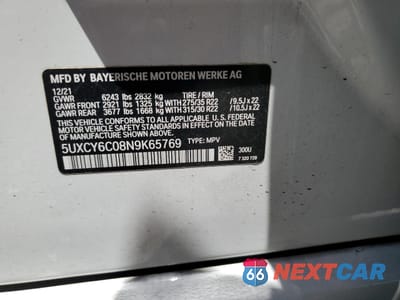 MFD BY BAYERISCHE MOTOREN WERKE AG
12/21
GVWR 6243 lbs 2832 kg TIRE / RIM
GAWR FRONT 2921 lbs 1325 kg 275/35 R22 / 9.5J x 22
GAWR REAR 3677 lbs 1668 kg 315/30 R22 / 10.5J x 22
THIS VEHICLE CONFORMS TO ALL APPLICABLE U. S. FEDERAL
MOTOR VEHICLE SAFETY STANDARDS IN EFFECT ON THE DATE
OF MANUFACTURE SHOWN ABOVE.
5UXCY6C08N9K65769 TYPE: MPV
300U
7 320 739
66 NEXTCAR